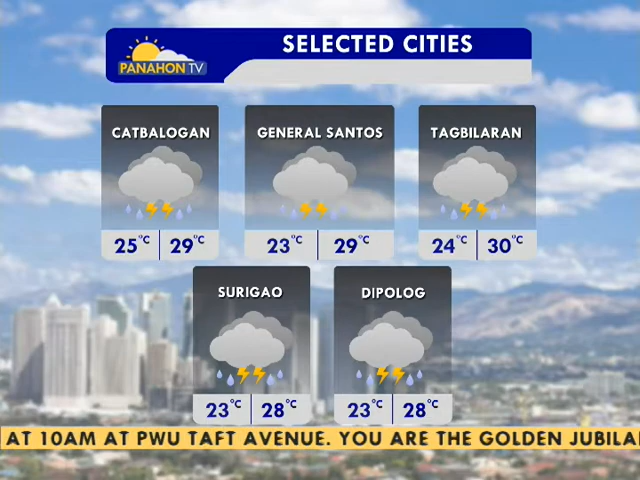 SELECTED CITIES
PANAHON TV
CATBALOGAN
25°C 29°C
GENERAL SANTOS
23°C 29°C
TAGBILARAN
24°C 30°C
SURIGAO
23°C 28°C
DIPOLOG
23°C 28°C
AT 10AM AT PWU TAFT AVENUE. YOU ARE THE GOLDEN JUBILA